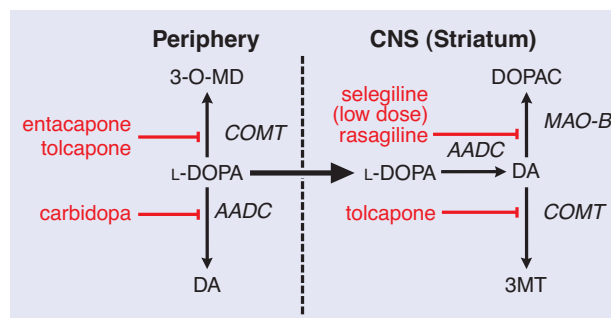 Periphery
CNS (Striatum)
3-O-MD
entacapone
tolcapone
COMT
L-DOPA
carbidopa
AADC
DA
DOPAC
selegiline
(low dose)
rasagiline
MAO-B
AADC
L-DOPA
DA
tolcapone
COMT
3MT